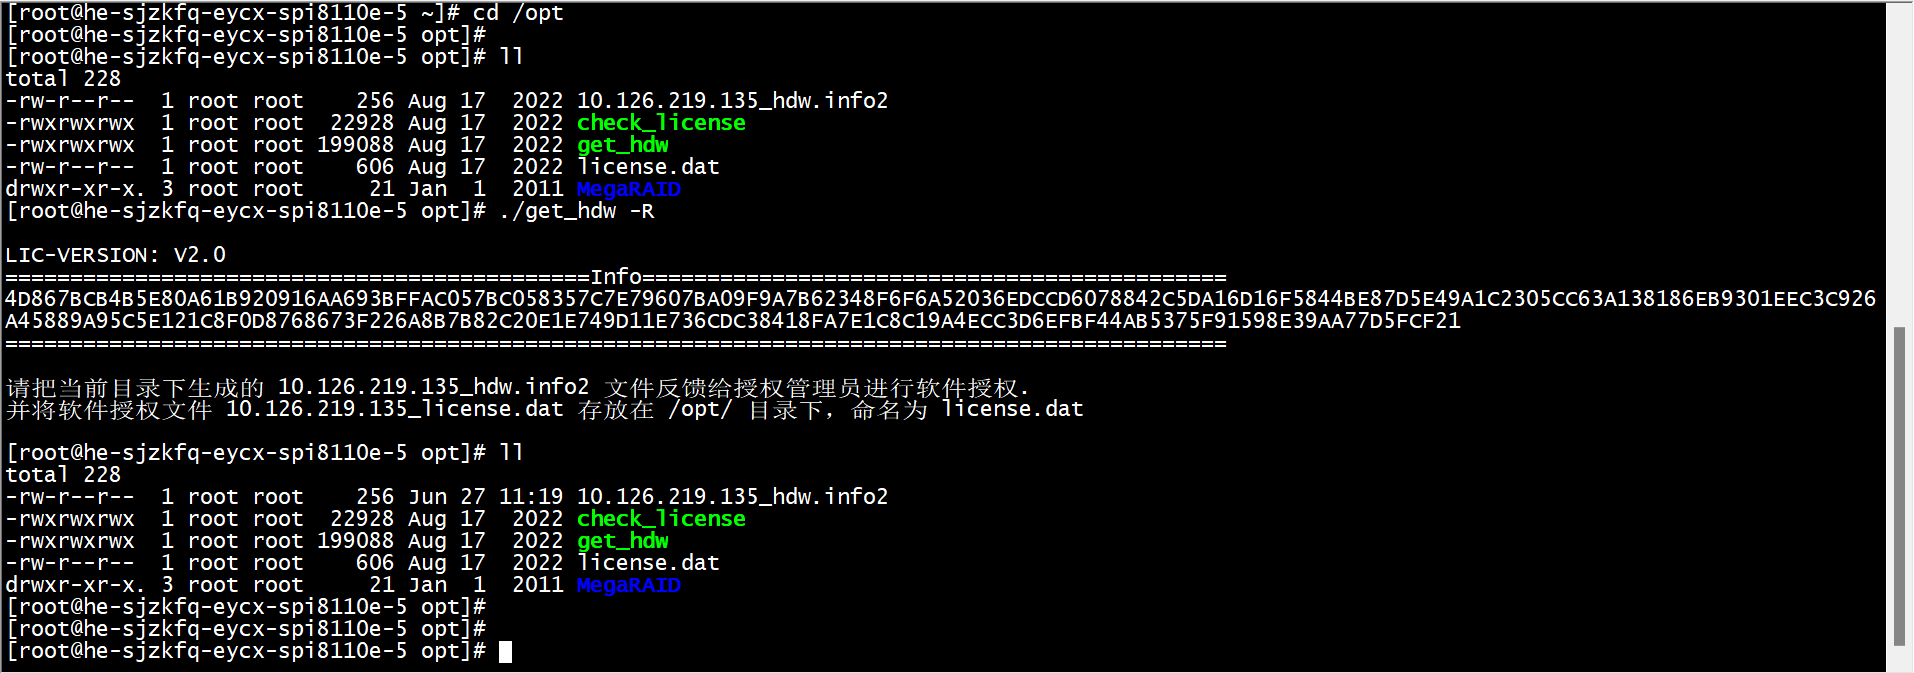 [root@he-sjzkfq-eycx-spi8110e-5 ~]# cd /opt
[root@he-sjzkfq-eycx-spi8110e-5 opt]#
[root@he-sjzkfq-eycx-spi8110e-5 opt]# ll
total 228
-rw-r--r--  1 root root    256 Aug 17  2022 10.126.219.135_hdw.info2
-rwxrwxrwx  1 root root  22928 Aug 17  2022 check_license
-rwxrwxrwx  1 root root 199088 Aug 17  2022 get_hdw
-rw-r--r--  1 root root    606 Aug 17  2022 license.dat
drwxr-xr-x. 3 root root     21 Jan  1  2011 MegaRAID
[root@he-sjzkfq-eycx-spi8110e-5 opt]# ./get_hdw -R
LIC-VERSION: V2.0
=============================================Info=============================================
4D867BCB4B5E80A61B920916AA693BFFAC057BC058357C7E79607BA09F9A7B62348F6F6A52036EDCCD6078842C5DA16D16F5844BE87D5E49A1C2305CC63A138186EB9301EEC3C926
A45889A95C5E121C8F0D8768673F226A8B7B82C20E1E749D11E736CDC38418FA7E1C8C19A4ECC3D6EFBF44AB5375F91598E39AA77D5FCF21
==============================================================================================
请把当前目录下生成的 10.126.219.135_hdw.info2 文件反馈给授权管理员进行软件授权.
并将软件授权文件 10.126.219.135_license.dat 存放在 /opt/ 目录下，命名为 license.dat
[root@he-sjzkfq-eycx-spi8110e-5 opt]# ll
total 228
-rw-r--r--  1 root root    256 Jun 27 11:19 10.126.219.135_hdw.info2
-rwxrwxrwx  1 root root  22928 Aug 17  2022 check_license
-rwxrwxrwx  1 root root 199088 Aug 17  2022 get_hdw
-rw-r--r--  1 root root    606 Aug 17  2022 license.dat
drwxr-xr-x. 3 root root     21 Jan  1  2011 MegaRAID
[root@he-sjzkfq-eycx-spi8110e-5 opt]#
[root@he-sjzkfq-eycx-spi8110e-5 opt]#
[root@he-sjzkfq-eycx-spi8110e-5 opt]#